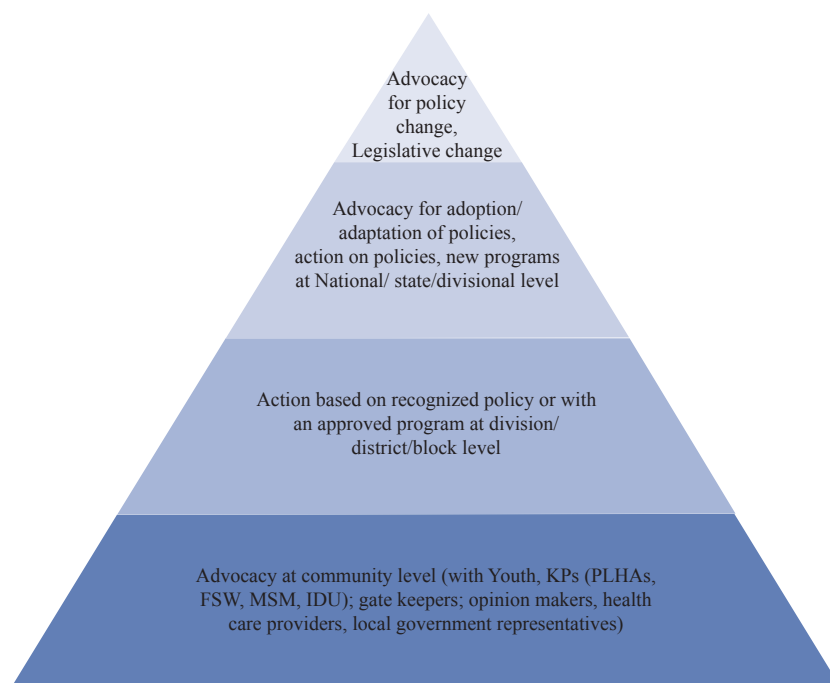 Advocacy
for policy
change,
Legislative change
Advocacy for adoption/
adaptation of policies,
action on policies, new programs
at National/ state/divisional level
Action based on recognized policy or with
an approved program at division/
district/block level
Advocacy at community level (with Youth, KPs (PLHAs,
FSW, MSM, IDU); gate keepers; opinion makers, health
care providers, local government representatives)